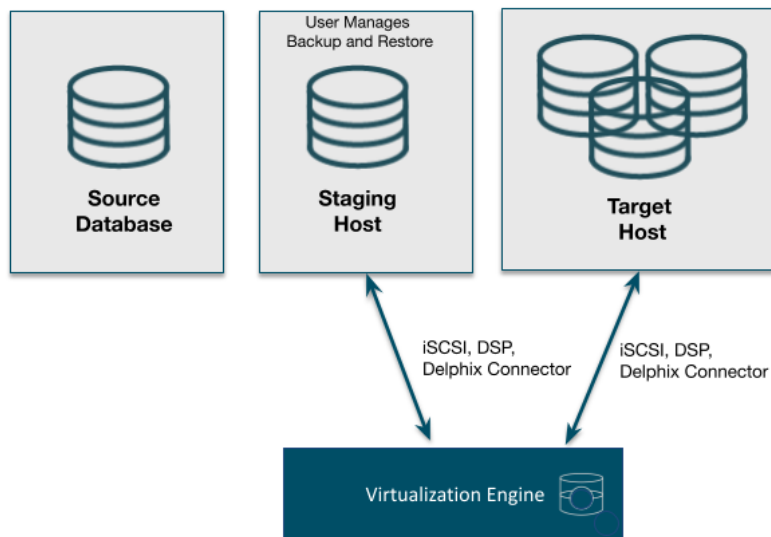 User Manages
Backup and Restore
Source
Database
Staging
Host
Target
Host
iSCSI, DSP,
Delphix Connector
iSCSI, DSP,
Delphix Connector
Virtualization Engine